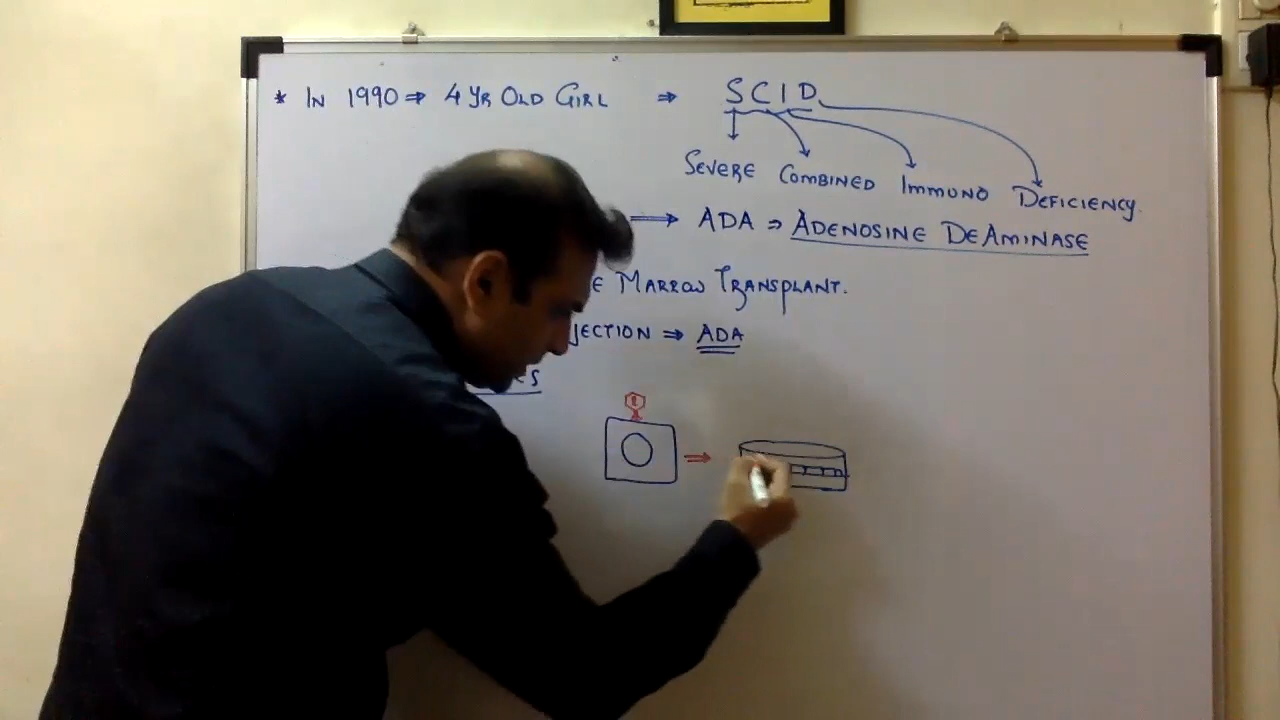 * IN 1990 ⇒ 4 YR OLD GIRL ⇒ SCID
SEVERE COMBINED IMMUNO DEFICIENCY.
⟹ ADA ⇒ ADENOSINE DEAMINASE
E MARROW TRANSPLANT.
JECTION ⇒ ADA